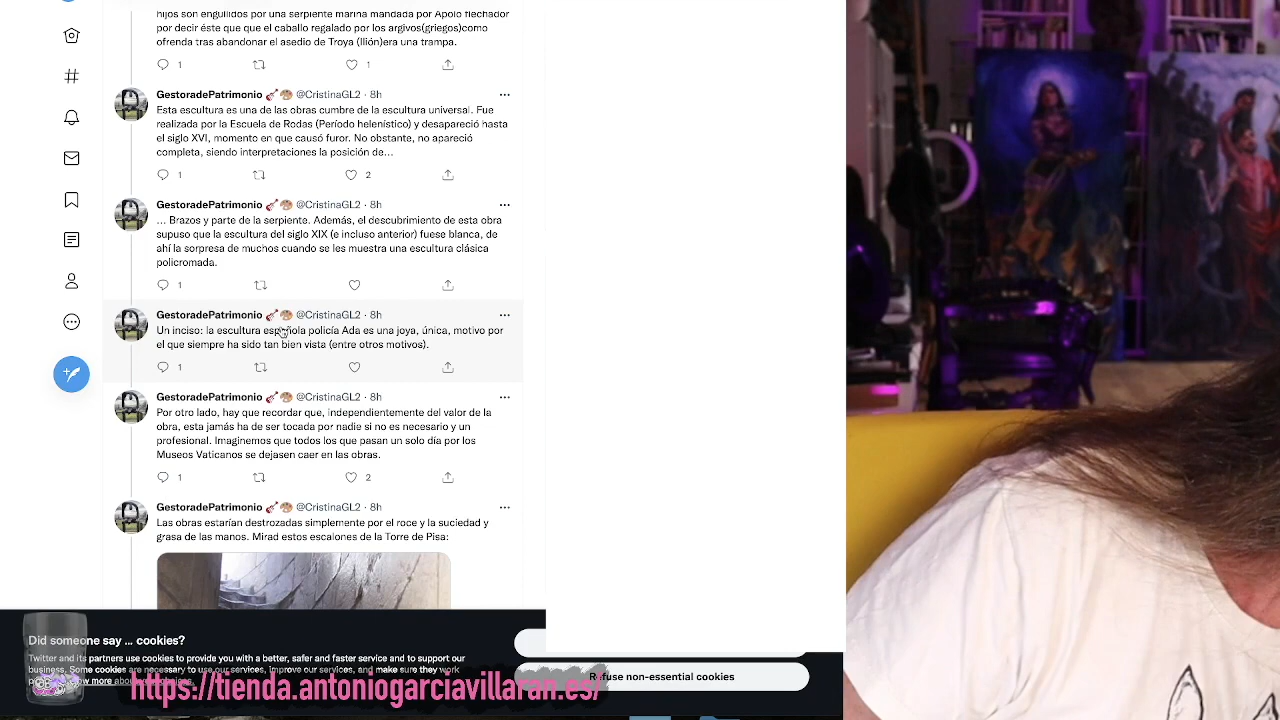 hijos son engullidos por una serpiente marina mandada por Apolo flechador
por decir éste que que el caballo regalado por los argivos(griegos)como
ofrenda tras abandonar el asedio de Troya (Ilión)era una trampa.
1 1
GestoradePatrimonio @CristinaGL2 · 8h
Esta escultura es una de las obras cumbre de la escultura universal. Fue
realizada por la Escuela de Rodas (Período helenístico) y desapareció hasta
el siglo XVI, momento en que causó furor. No obstante, no apareció
completa, siendo interpretaciones la posición de...
1 2
GestoradePatrimonio @CristinaGL2 · 8h
... Brazos y parte de la serpiente. Además, el descubrimiento de esta obra
supuso que la escultura del siglo XIX (e incluso anterior) fuese blanca, de
ahí la sorpresa de muchos cuando se les muestra una escultura clásica
policromada.
1
GestoradePatrimonio @CristinaGL2 · 8h
Un inciso: la escultura española policía Ada es una joya, única, motivo por
el que siempre ha sido tan bien vista (entre otros motivos).
1
GestoradePatrimonio @CristinaGL2 · 8h
Por otro lado, hay que recordar que, independientemente del valor de la
obra, esta jamás ha de ser tocada por nadie si no es necesario y un
profesional. Imaginemos que todos los que pasan un solo día por los
Museos Vaticanos se dejasen caer en las obras.
1 2
GestoradePatrimonio @CristinaGL2 · 8h
Las obras estarían destrozadas simplemente por el roce y la suciedad y
grasa de las manos. Mirad estos escalones de la Torre de Pisa:
Did someone say ... cookies?
Twitter and its partners use cookies to provide you with a better, safer and faster service and to support our
business. Some cookies are necessary to use our services, improve our services, and make sure they work
Refuse non-essential cookies
https://tienda.antoniogarciavillaran.es/